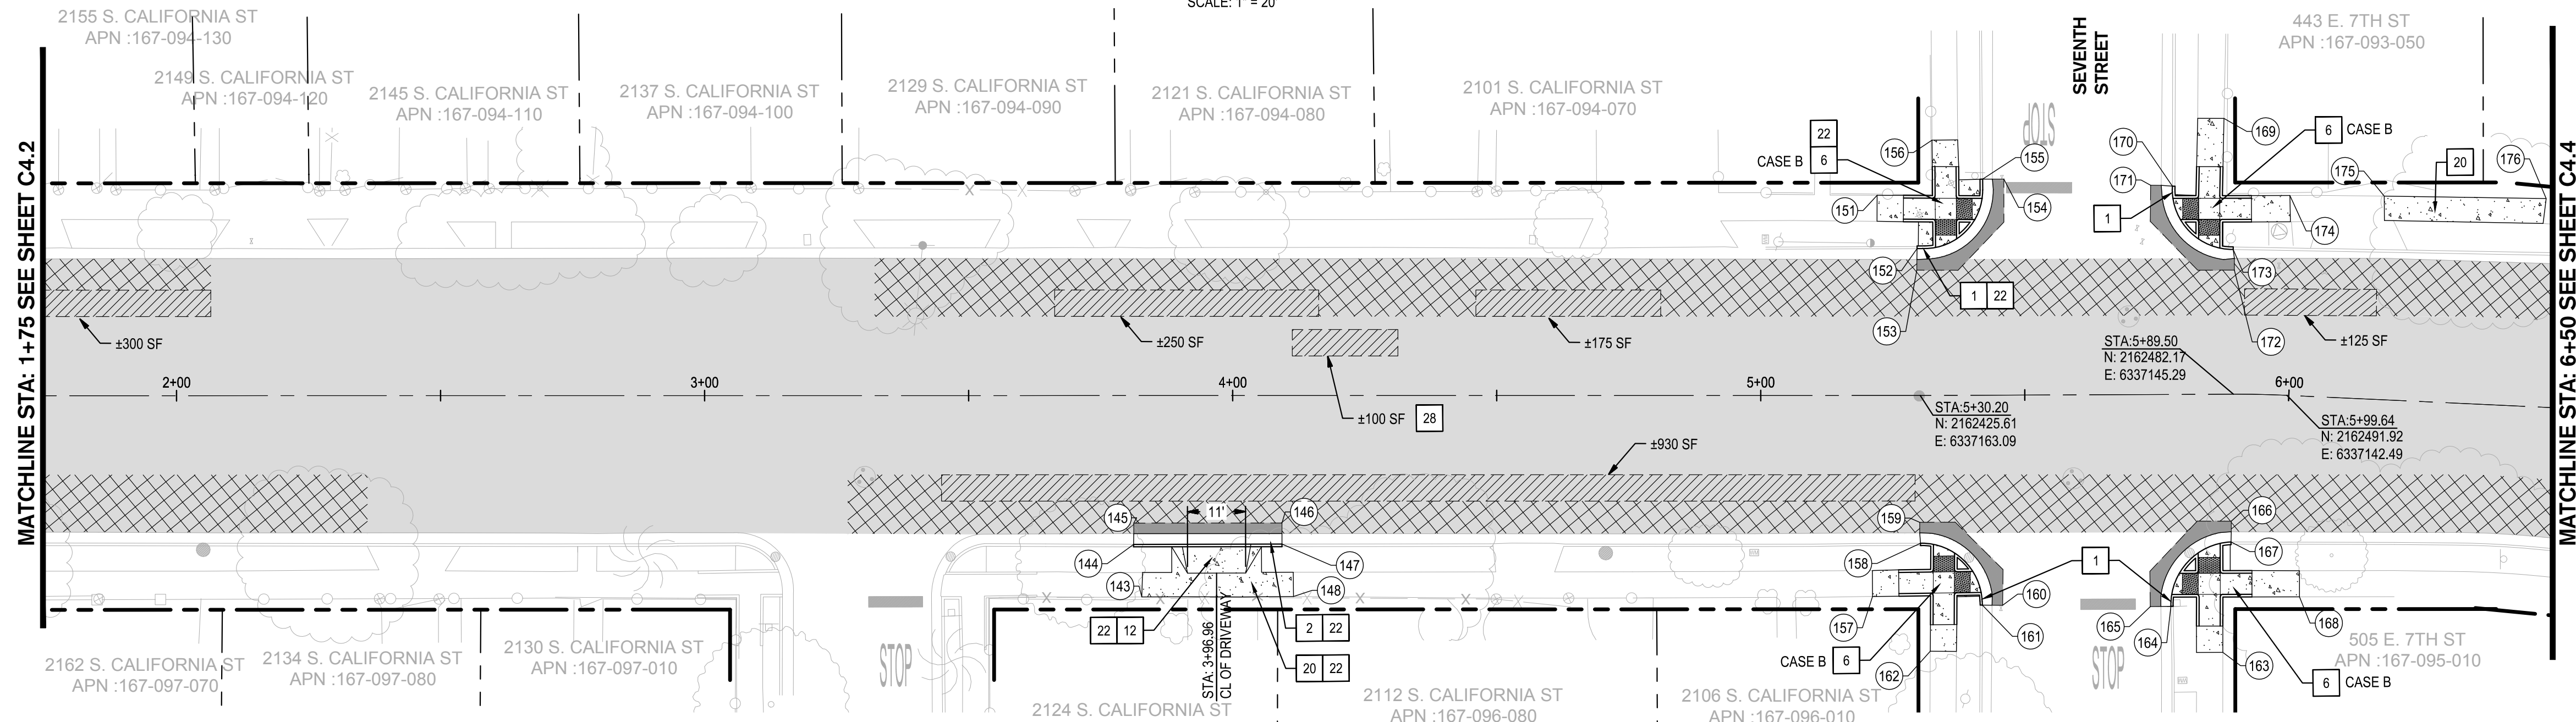 SCALE: 1" = 20'
2155 S. CALIFORNIA ST
APN :167-094-130
2149 S. CALIFORNIA ST
APN :167-094-120
2145 S. CALIFORNIA ST
APN :167-094-110
2137 S. CALIFORNIA ST
APN :167-094-100
2129 S. CALIFORNIA ST
APN :167-094-090
2121 S. CALIFORNIA ST
APN :167-094-080
2101 S. CALIFORNIA ST
APN :167-094-070
SEVENTH
STREET
443 E. 7TH ST
APN :167-093-050
MATCHLINE STA: 1+75 SEE SHEET C4.2
MATCHLINE STA: 6+50 SEE SHEET C4.4
22
CASE B
6
156
155
STOP
154
151
152
153
1
22
170
171
169
6
CASE B
1
174
173
172
175
20
176
±300 SF
±250 SF
±175 SF
±125 SF
±100 SF
28
±930 SF
2+00
3+00
4+00
5+00
6+00
STA:5+30.20
N: 2162425.61
E: 6337163.09
STA:5+89.50
N: 2162482.17
E: 6337145.29
STA:5+99.64
N: 2162491.92
E: 6337142.49
145
11'
146
144
147
143
148
22
12
2
22
20
22
STA: 3+96.96
CL OF DRIVEWAY
STOP
159
158
157
160
161
162
CASE B
6
1
166
167
168
165
164
163
STOP
6
CASE B
2162 S. CALIFORNIA ST
APN :167-097-070
2134 S. CALIFORNIA ST
APN :167-097-080
2130 S. CALIFORNIA ST
APN :167-097-010
2124 S. CALIFORNIA ST
2112 S. CALIFORNIA ST
APN :167-096-080
2106 S. CALIFORNIA ST
APN :167-096-010
505 E. 7TH ST
APN :167-095-010